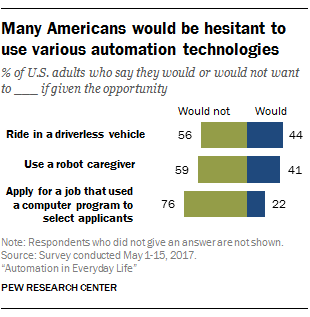 Many Americans would be hesitant to
use various automation technologies
% of U.S. adults who say they would or would not want
to ___ if given the opportunity
Would not Would
Ride in a driverless vehicle 56 44
Use a robot caregiver 59 41
Apply for a job that used
a computer program to 76 22
select applicants
Note: Respondents who did not give an answer are not shown.
Source: Survey conducted May 1-15, 2017.
“Automation in Everyday Life”
PEW RESEARCH CENTER